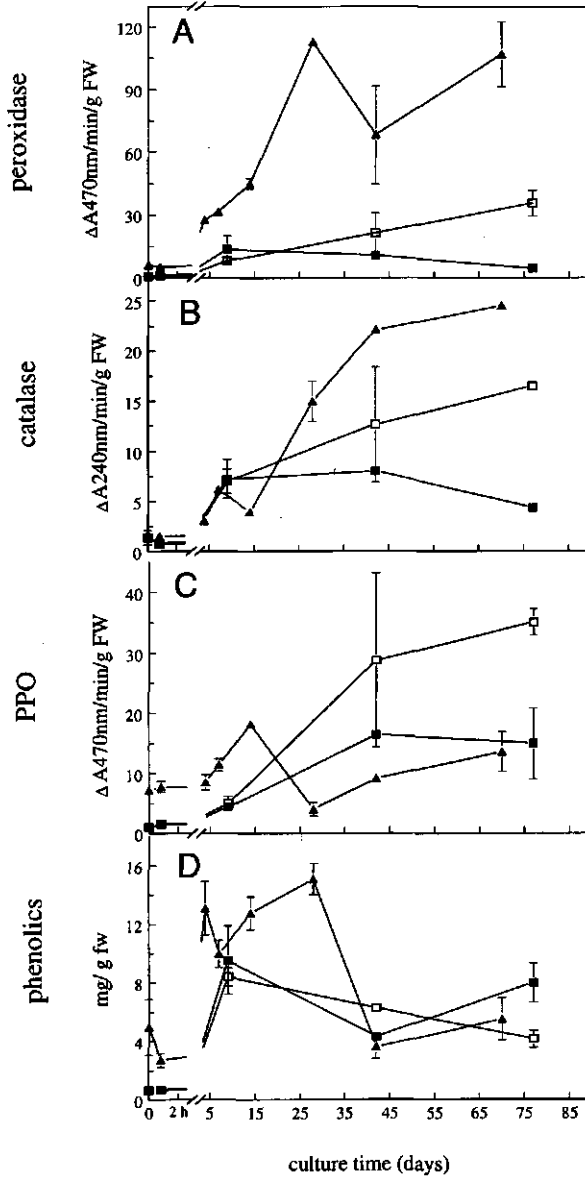 A
peroxidase
ΔA470nm/min/g FW
120
90
60
30
0
B
catalase
ΔA240nm/min/g FW
25
20
15
10
5
0
C
PPO
ΔA470nm/min/g FW
40
30
20
10
0
D
phenolics
mg/ g fw
16
12
8
4
0
0 2 h 5 15 25 35 45 55 65 75 85
culture time (days)